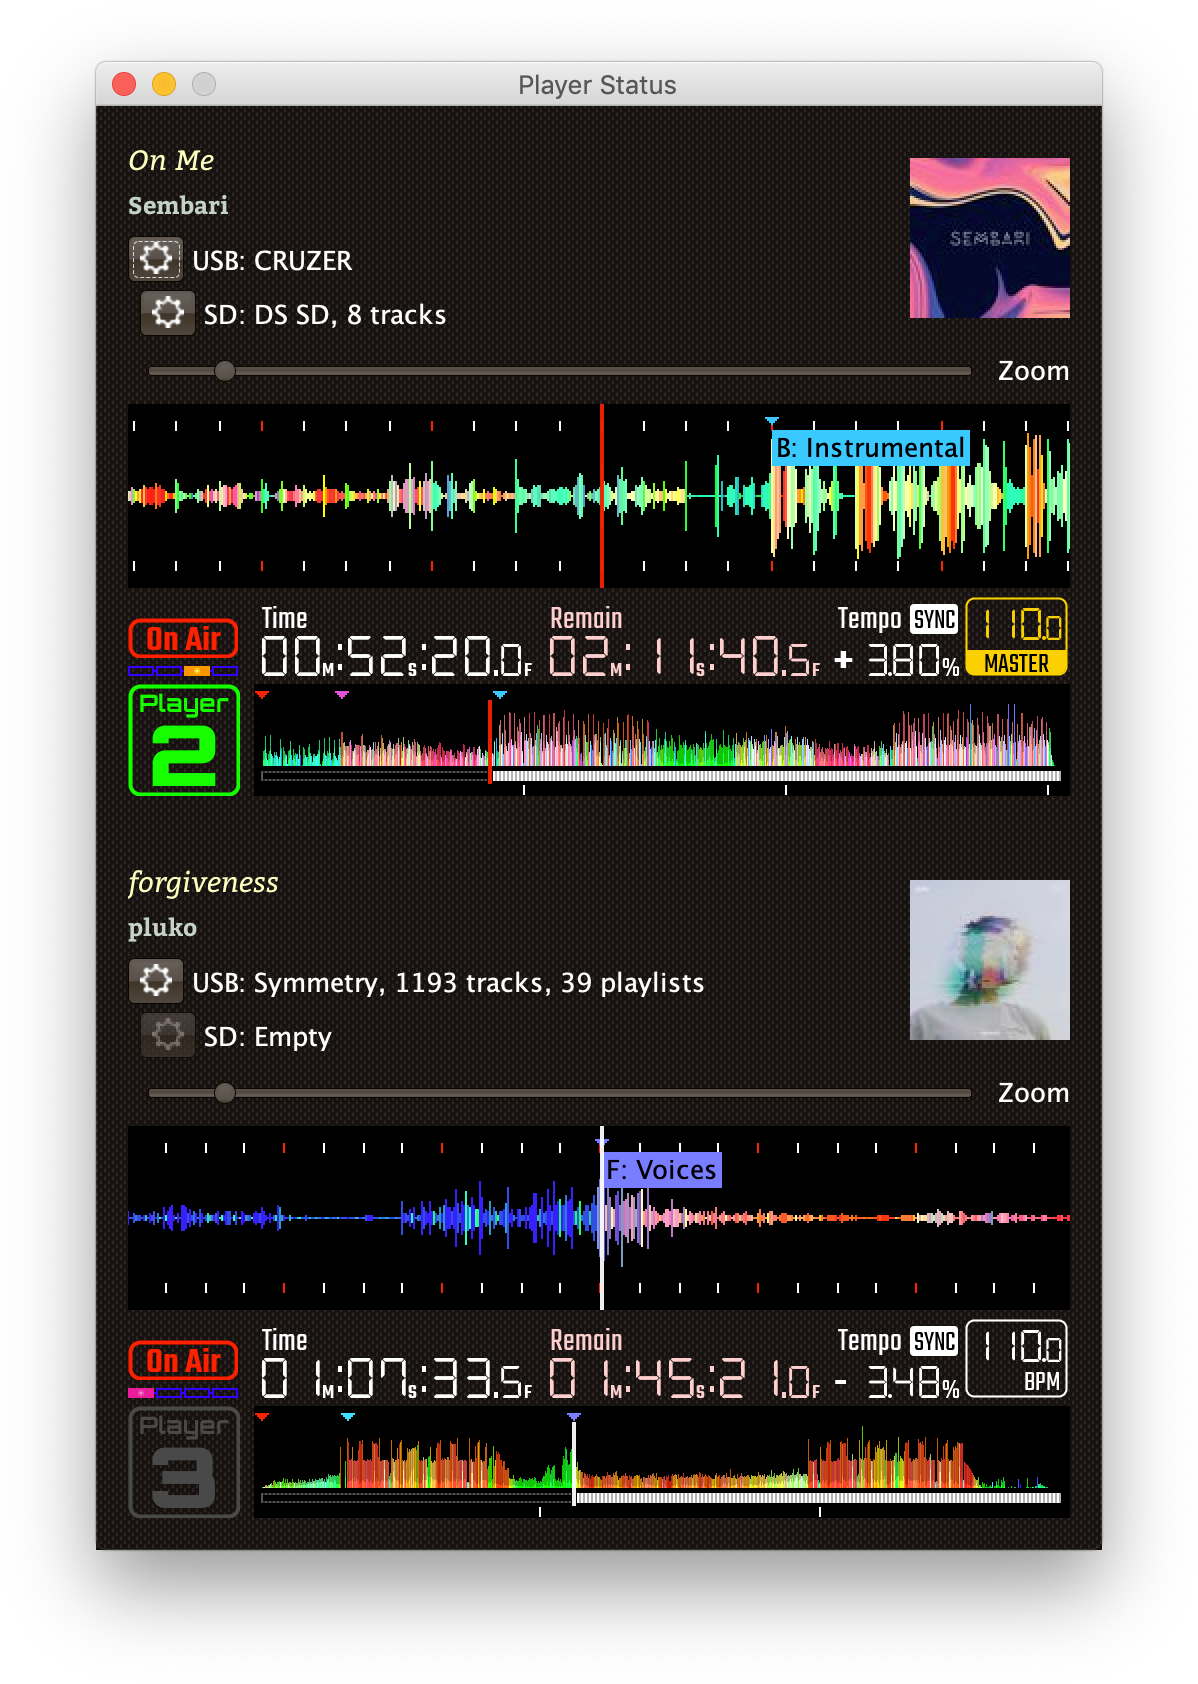 Player Status
On Me
Sembari
SEMBARI
USB: CRUZER
SD: DS SD, 8 tracks
Zoom
B: Instrumental
On Air
Time
00M:52S:20.0F
Remain
02M:11S:40.5F
Tempo SYNC
+ 3.80%
110.0
MASTER
Player
2
forgiveness
pluko
USB: Symmetry, 1193 tracks, 39 playlists
SD: Empty
Zoom
F: Voices
On Air
Time
01M:07S:33.5F
Remain
01M:45S:21.0F
Tempo SYNC
- 3.48%
110.0
BPM
Player
3